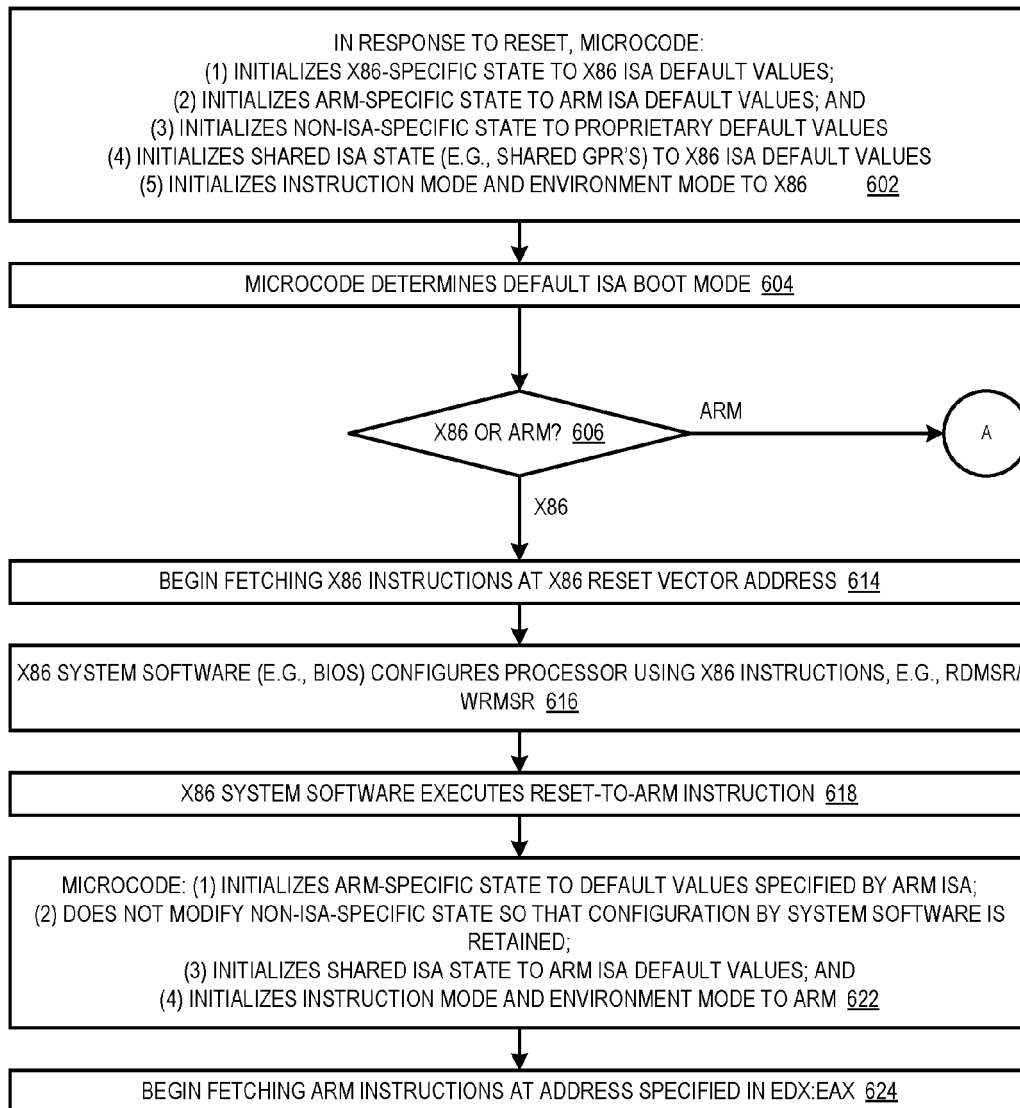 IN RESPONSE TO RESET, MICROCODE:
(1) INITIALIZES X86-SPECIFIC STATE TO X86 ISA DEFAULT VALUES;
(2) INITIALIZES ARM-SPECIFIC STATE TO ARM ISA DEFAULT VALUES; AND
(3) INITIALIZES NON-ISA-SPECIFIC STATE TO PROPRIETARY DEFAULT VALUES
(4) INITIALIZES SHARED ISA STATE (E.G., SHARED GPR'S) TO X86 ISA DEFAULT VALUES
(5) INITIALIZES INSTRUCTION MODE AND ENVIRONMENT MODE TO X86 602
MICROCODE DETERMINES DEFAULT ISA BOOT MODE 604
X86 OR ARM? 606
ARM
A
X86
BEGIN FETCHING X86 INSTRUCTIONS AT X86 RESET VECTOR ADDRESS 614
X86 SYSTEM SOFTWARE (E.G., BIOS) CONFIGURES PROCESSOR USING X86 INSTRUCTIONS, E.G., RDMSR/
WRMSR 616
X86 SYSTEM SOFTWARE EXECUTES RESET-TO-ARM INSTRUCTION 618
MICROCODE: (1) INITIALIZES ARM-SPECIFIC STATE TO DEFAULT VALUES SPECIFIED BY ARM ISA;
(2) DOES NOT MODIFY NON-ISA-SPECIFIC STATE SO THAT CONFIGURATION BY SYSTEM SOFTWARE IS
RETAINED;
(3) INITIALIZES SHARED ISA STATE TO ARM ISA DEFAULT VALUES; AND
(4) INITIALIZES INSTRUCTION MODE AND ENVIRONMENT MODE TO ARM 622
BEGIN FETCHING ARM INSTRUCTIONS AT ADDRESS SPECIFIED IN EDX:EAX 624